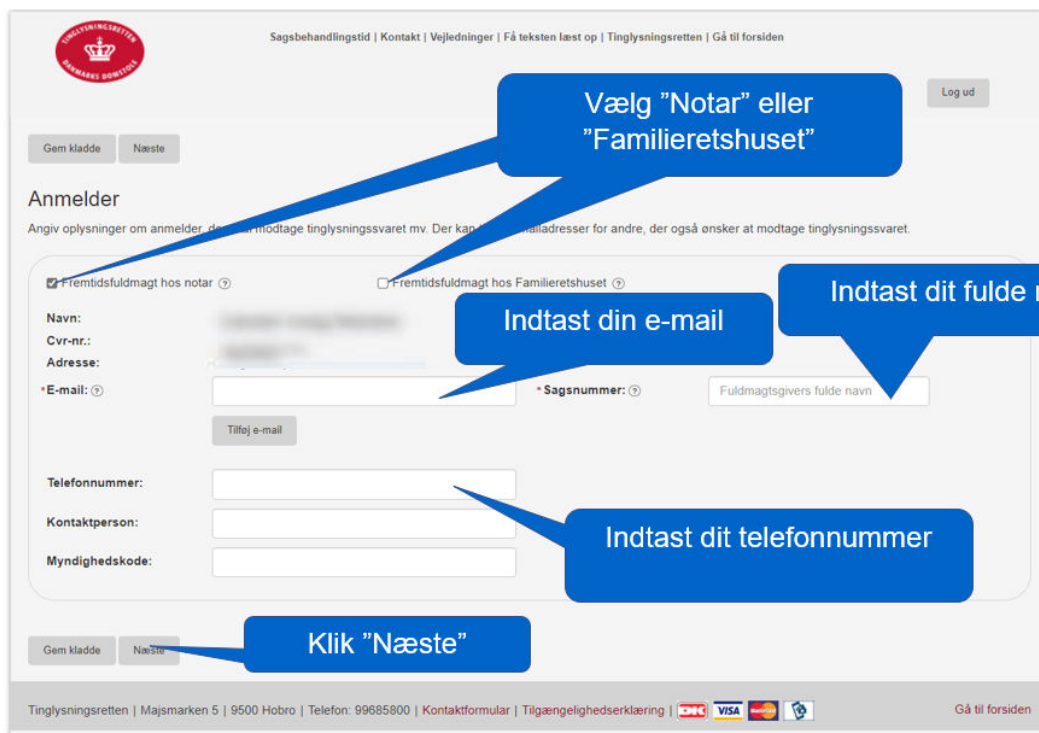 TINGLYSNINGSRETTEN
DANMARKS DOMSTOLE
Sagsbehandlingstid | Kontakt | Vejledninger | Få teksten læst op | Tinglysningsretten | Gå til forsiden
Log ud
Vælg ”Notar” eller
”Familieretshuset”
Gem kladde Næste
Anmelder
Angiv oplysninger om anmelder, modtage tinglysningssvaret mv. Der kan mailadresser for andre, der også ønsker at modtage tinglysningssvaret.
Fremtidsfuldmagt hos notar Fremtidsfuldmagt hos Familieretshuset
Indtast dit fulde
Navn:
Indtast din e-mail
Cvr-nr.:
Adresse:
*E-mail: *Sagsnummer: Fuldmagtsgivers fulde navn
Tilføj e-mail
Telefonnummer:
Kontaktperson:
Indtast dit telefonnummer
Myndighedskode:
Klik ”Næste”
Gem kladde Næste
Tinglysningsretten | Majsmarken 5 | 9500 Hobro | Telefon: 99685800 | Kontaktformular | Tilgængelighedserklæring | DK VISA Gå til forsiden